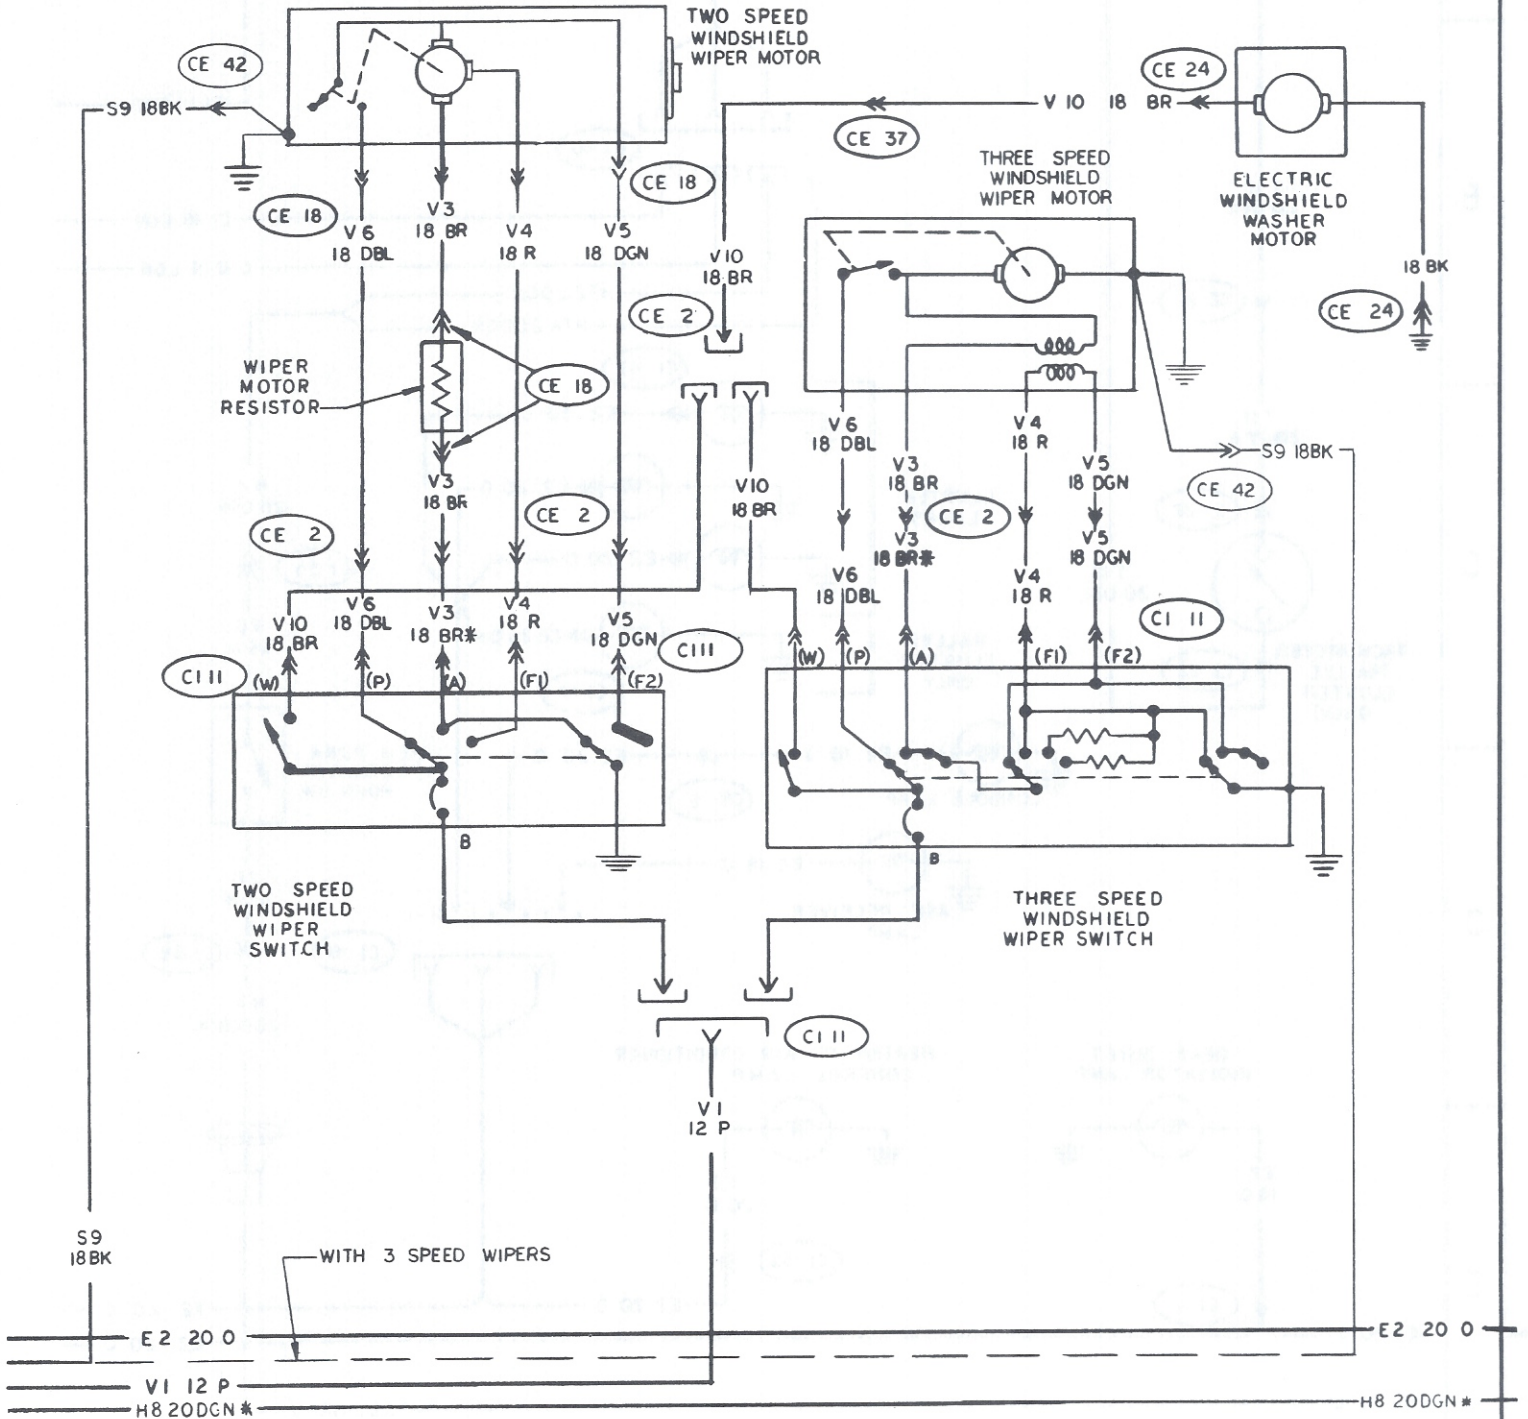 TWO SPEED
WINDSHIELD
WIPER MOTOR
CE 42
S9 18BK
CE 24
V 10 18 BR
CE 37
THREE SPEED
WINDSHIELD
WIPER MOTOR
ELECTRIC
WINDSHIELD
WASHER
MOTOR
CE 18
CE 18
V6
18 DBL
V3
18 BR
V4
18 R
V5
18 DGN
V10
18 BR
18 BK
CE 24
CE 2
WIPER
MOTOR
RESISTOR
CE 18
V6
18 DBL
V3
18 BR
V4
18 R
V5
18 DGN
S9 18BK
CE 42
V3
18 BR
CE 2
CE 2
V10
18 BR
CE 2
V3
18 BR*
V5
18 DGN
V6
18 DBL
V4
18 R
V10
18 BR
V6
18 DBL
V3
18 BR*
V4
18 R
V5
18 DGN
C111
C1 11
C1 11
(W) (P) (A) (F1) (F2)
(W) (P) (A) (F1) (F2)
B
B
TWO SPEED
WINDSHIELD
WIPER
SWITCH
THREE SPEED
WINDSHIELD
WIPER SWITCH
C1 11
V1
12 P
S9
18BK
WITH 3 SPEED WIPERS
E2 20 O
E2 20 O
V1 12 P
H8 20DGN*
H8 20DGN*